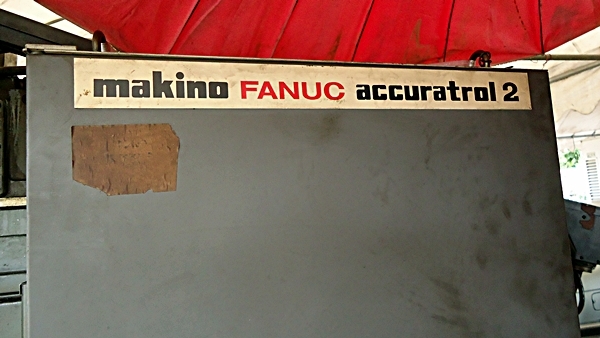 makino FANUC accuratrol 2